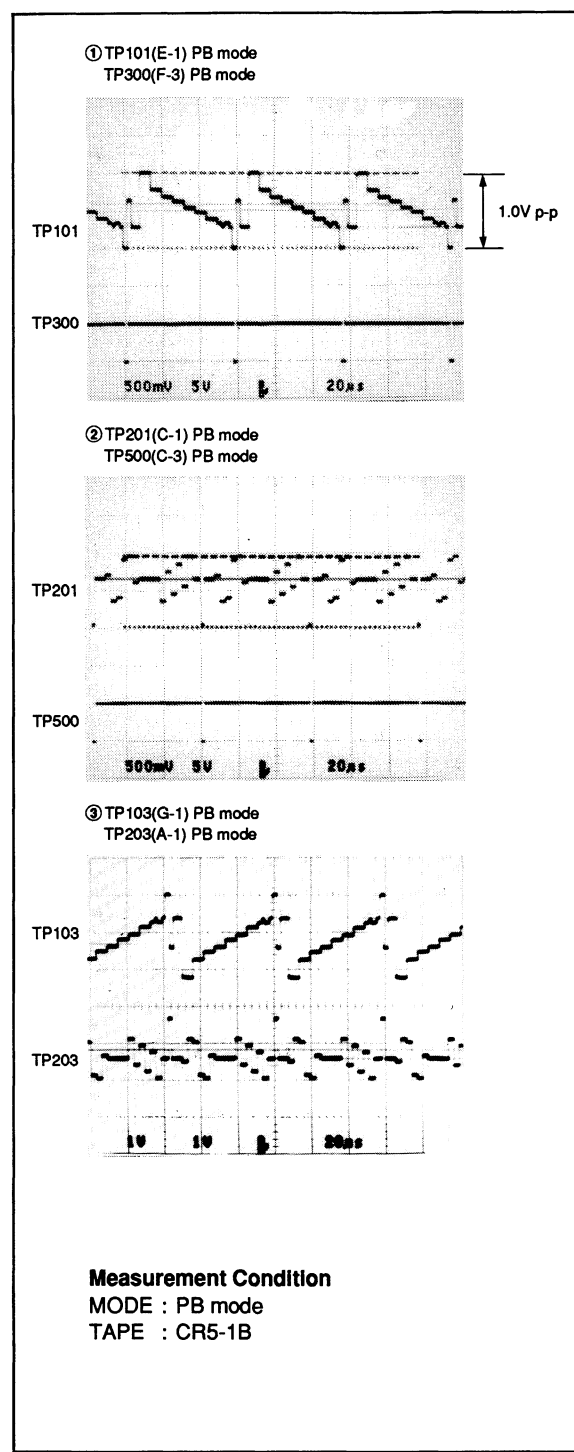 ①TP101(E-1) PB mode
TP300(F-3) PB mode
TP101
1.0V p-p
TP300
500mV 5V 20µs
②TP201(C-1) PB mode
TP500(C-3) PB mode
TP201
TP500
500mV 5V 20µs
③TP103(G-1) PB mode
TP203(A-1) PB mode
TP103
TP203
1V 1V 20µs
Measurement Condition
MODE : PB mode
TAPE : CR5-1B